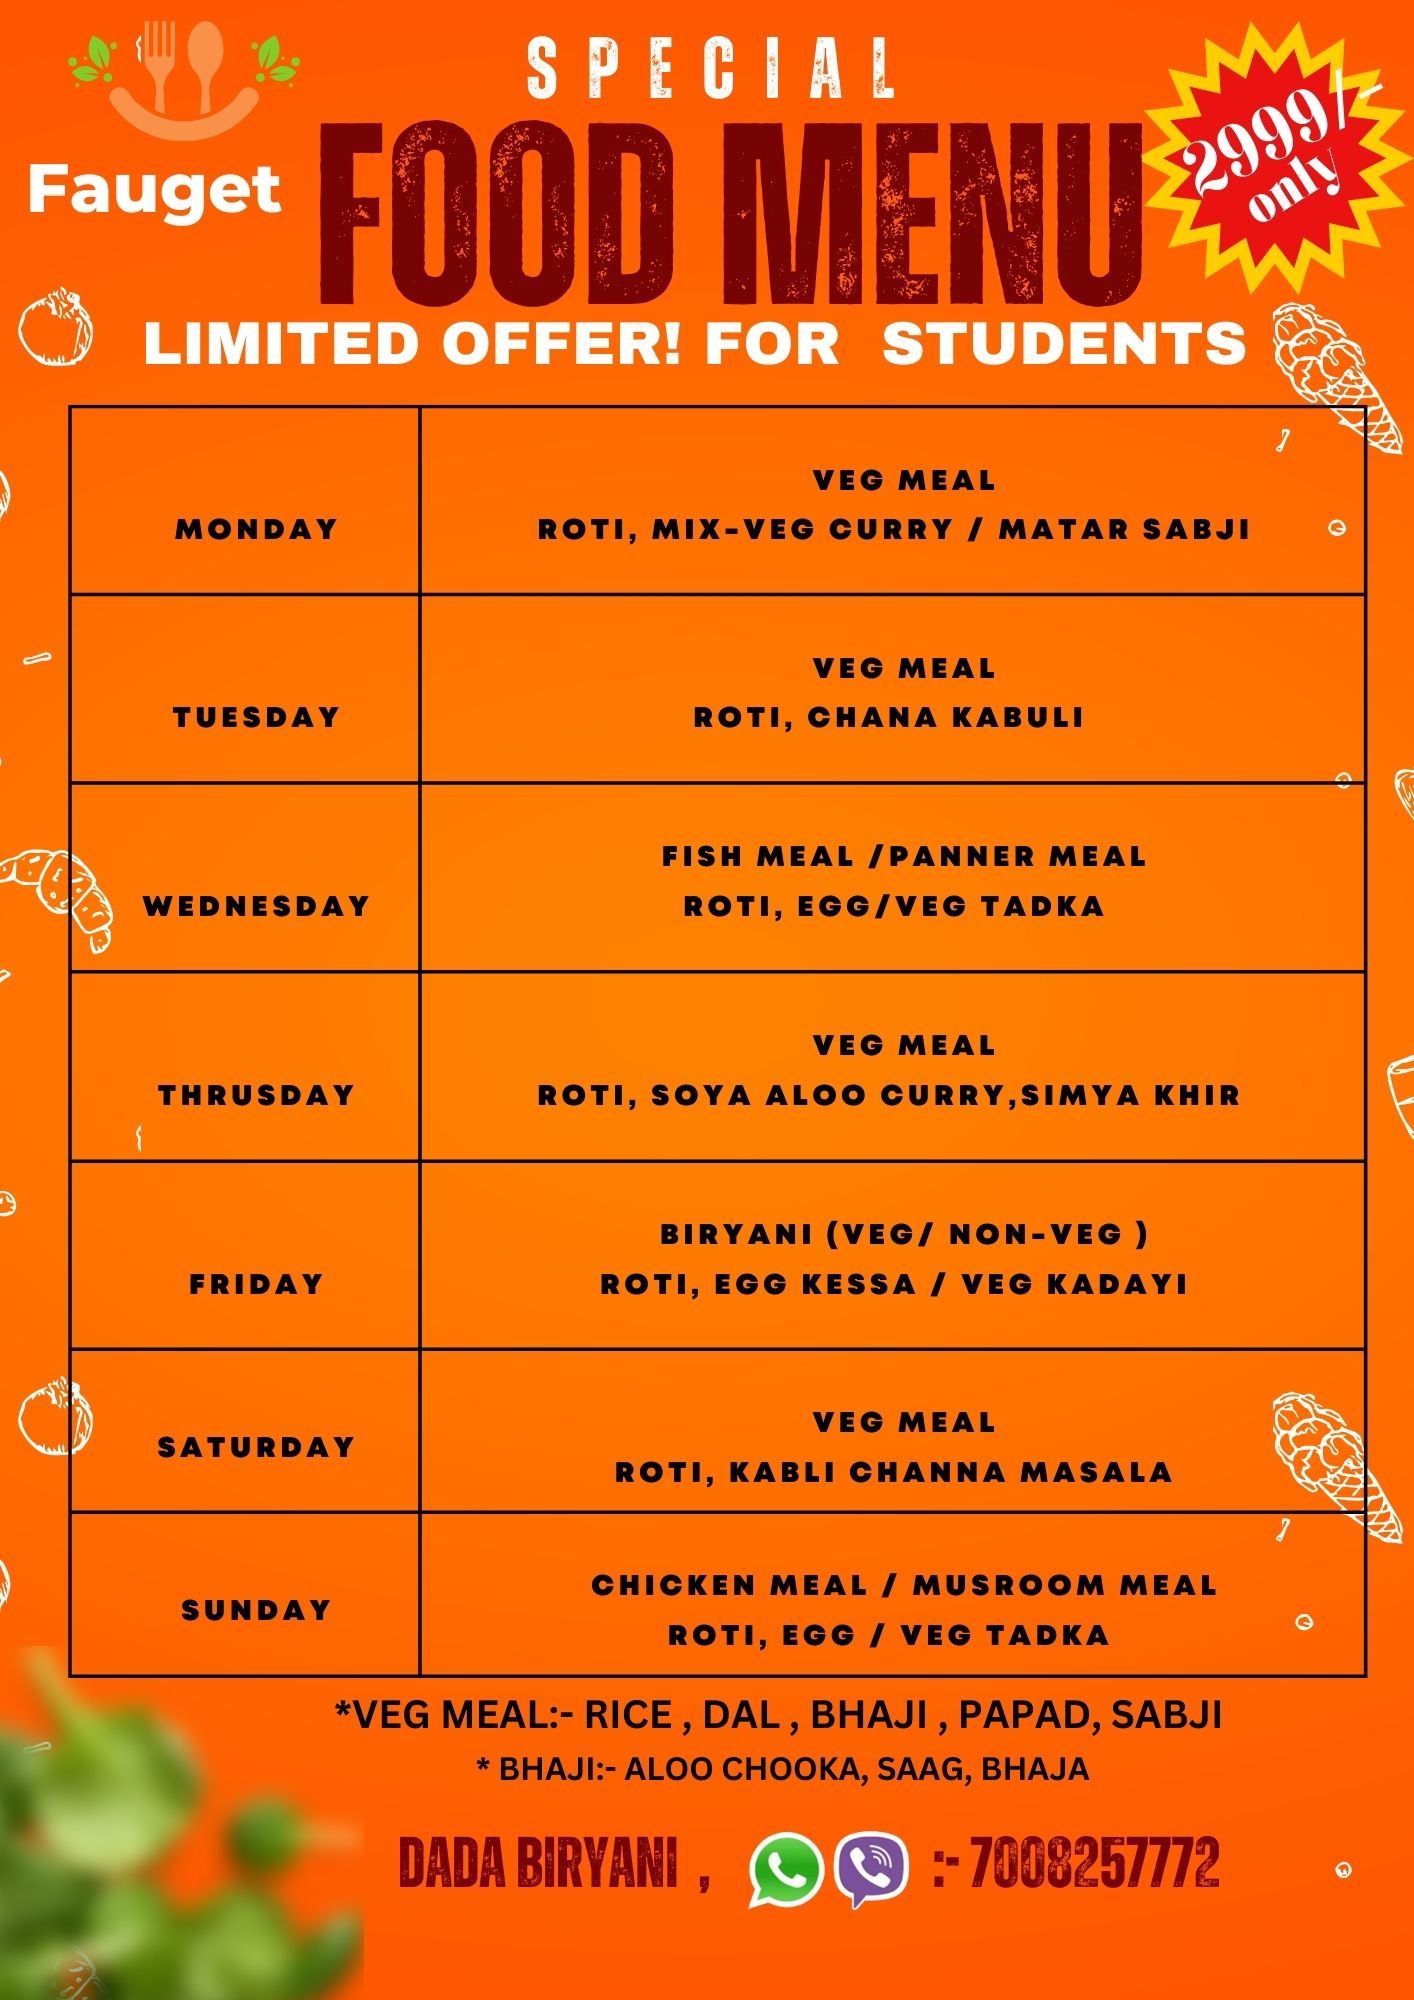 Fauget
SPECIAL
FOOD MENU
2999/-
only
LIMITED OFFER! FOR STUDENTS
MONDAY
VEG MEAL
ROTI, MIX-VEG CURRY / MATAR SABJI
TUESDAY
VEG MEAL
ROTI, CHANA KABULI
WEDNESDAY
FISH MEAL /PANNER MEAL
ROTI, EGG/VEG TADKA
THRUSDAY
VEG MEAL
ROTI, SOYA ALOO CURRY,SIMYA KHIR
FRIDAY
BIRYANI (VEG/ NON-VEG )
ROTI, EGG KESSA / VEG KADAYI
SATURDAY
VEG MEAL
ROTI, KABLI CHANNA MASALA
SUNDAY
CHICKEN MEAL / MUSROOM MEAL
ROTI, EGG / VEG TADKA
*VEG MEAL:- RICE , DAL , BHAJI , PAPAD, SABJI
* BHAJI:- ALOO CHOOKA, SAAG, BHAJA
DADA BIRYANI , :- 7008257772